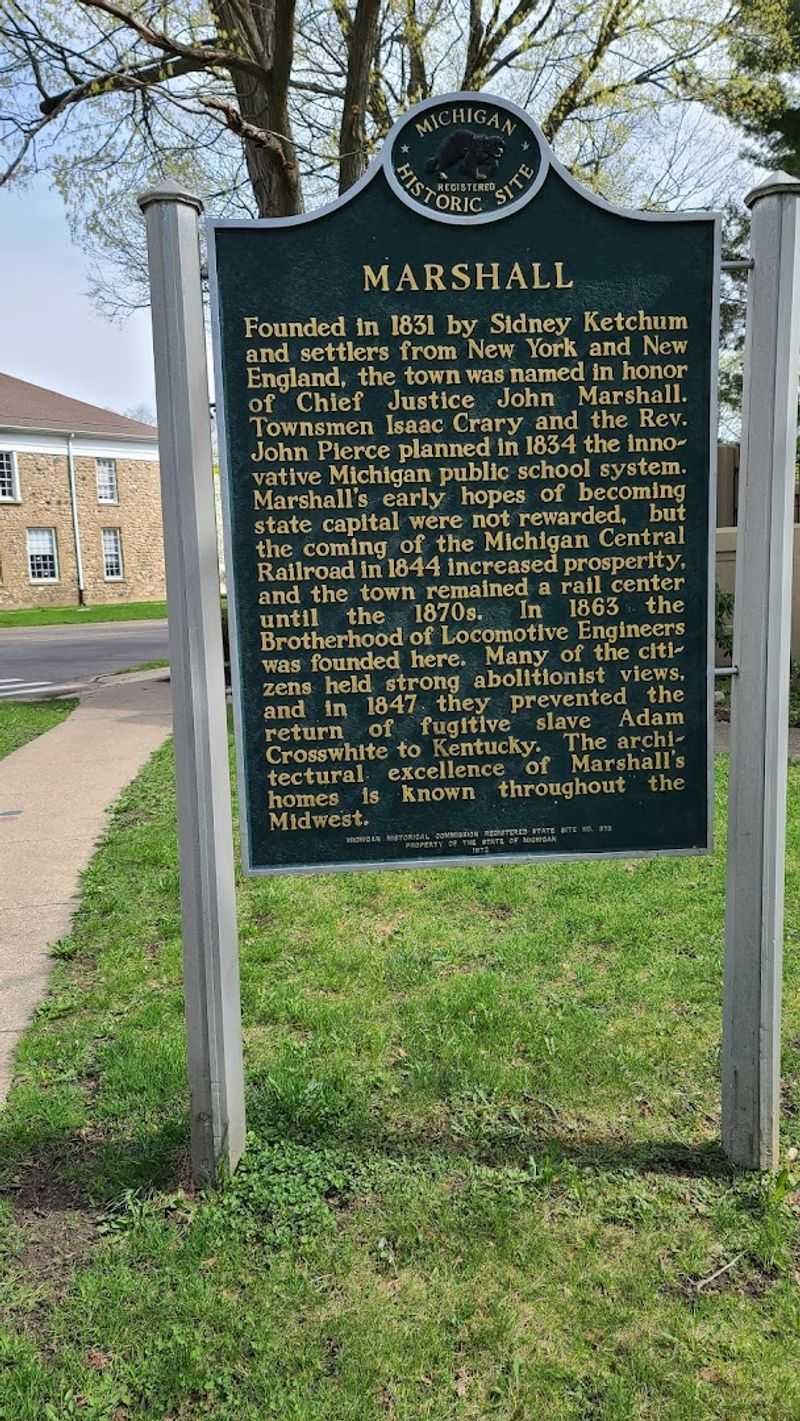 MICHIGAN
REGISTERED
HISTORIC SITE
MARSHALL
Founded in 1831 by Sidney Ketchum
and settlers from New York and New
England, the town was named in honor
of Chief Justice John Marshall.
Townsmen Isaac Crary and the Rev.
John Pierce planned in 1834 the inno-
vative Michigan public school system.
Marshall's early hopes of becoming
state capital were not rewarded, but
the coming of the Michigan Central
Railroad in 1844 increased prosperity,
and the town remained a rail center
until the 1870s. In 1863 the
Brotherhood of Locomotive Engineers
was founded here. Many of the citi-
zens held strong abolitionist views,
and in 1847 they prevented the
return of fugitive slave Adam
Crosswhite to Kentucky. The archi-
tectural excellence of Marshall's
homes is known throughout the
Midwest.
MICHIGAN HISTORICAL COMMISSION REGISTERED STATE SITE NO.
PROPERTY OF THE STATE OF MICHIGAN